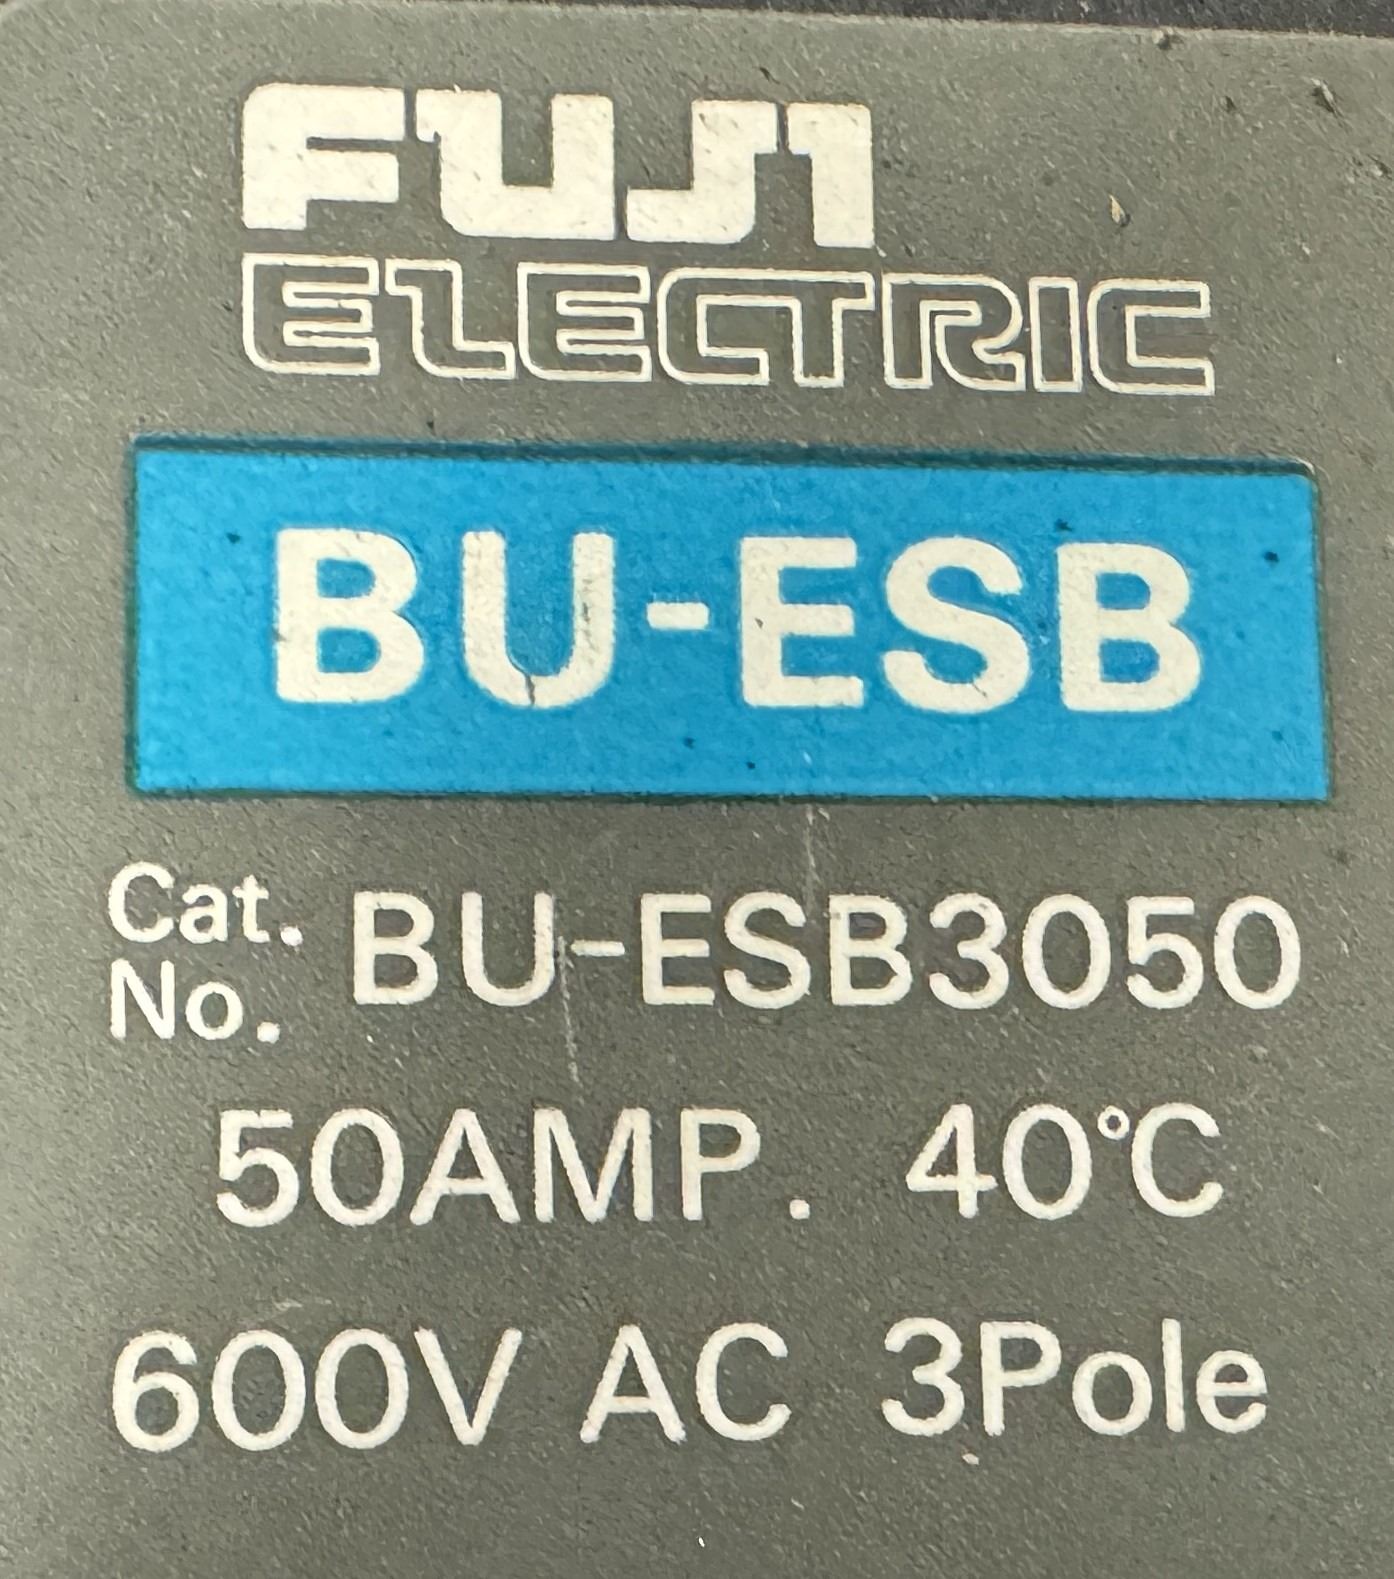 FUJI
ELECTRIC
BU-ESB
Cat. No. BU-ESB3050
50AMP. 40°C
600V AC 3Pole